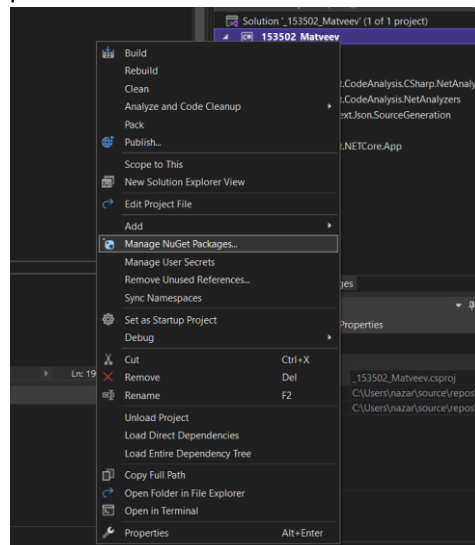 Solution '_153502_Matveev' (1 of 1 project)
_153502_Matveev
Build
Rebuild
t.CodeAnalysis.CSharp.NetAnaly
Clean
t.CodeAnalysis.NetAnalyzers
Analyze and Code Cleanup
ext.Json.SourceGeneration
Pack
Publish...
t.NETCore.App
Scope to This
New Solution Explorer View
Edit Project File
Add
Manage NuGet Packages...
Manage User Secrets
Remove Unused References...
ges
Sync Namespaces
Set as Startup Project
Properties
Debug
Cut Ctrl+X
Ln: 19
Remove Del
_153502_Matveev.csproj
Rename F2
C:\Users\nazar\source\repos\
C:\Users\nazar\source\repos\
Unload Project
Load Direct Dependencies
Load Entire Dependency Tree
Copy Full Path
Open Folder in File Explorer
Open in Terminal
Properties Alt+Enter